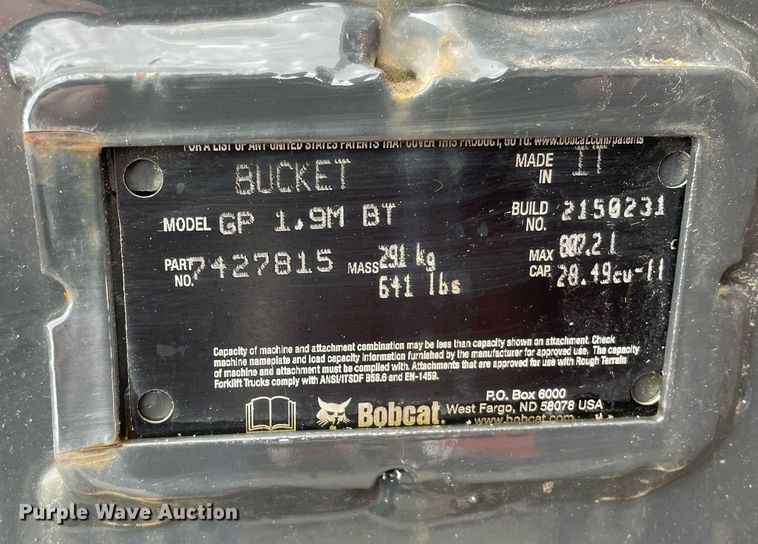 FOR A LIST OF ANY UNITED STATES PATENTS THAT COVER THIS PRODUCT, GO TO: www.bobcat.com/patents
BUCKET MADE IN IT
MODEL GP 1.9M BT BUILD NO. 2150231
PART NO. 7427815 MASS 291 kg 641 lbs MAX CAP. 807.2 l 28.49cu-
Capacity of machine and attachment combination may be less than capacity shown on attachment. Check
machine nameplate and load capacity information furnished by the manufacturer for approved use. The capacity
of machine and attachment must be complied with. Attachments that are approved for use with Rough Terrain
Forklift Trucks comply with ANSI/ITSDF B56.6 and EN-1459.
P.O. Box 6000
Bobcat. West Fargo, ND 58078 USA
www.bobcat.com
Purple Wave Auction